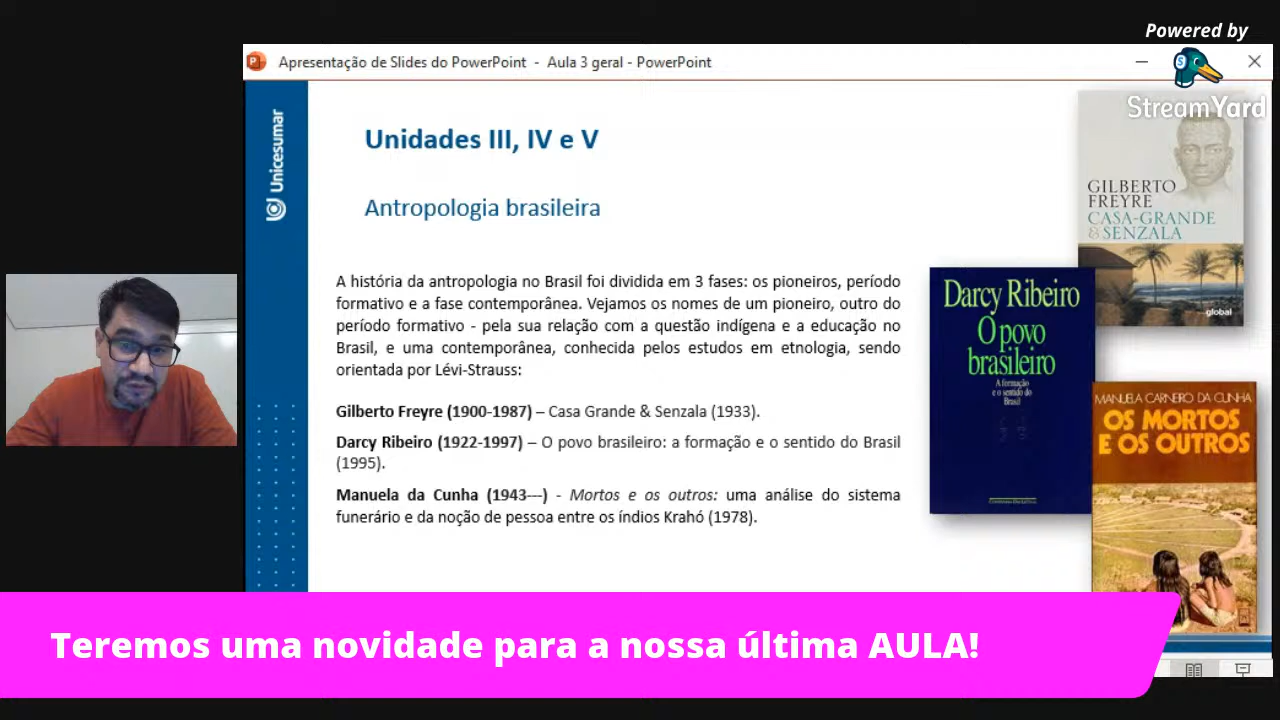 Powered by
StreamYard
Apresentação de Slides do PowerPoint - Aula 3 geral - PowerPoint
Unicesumar
Unidades III, IV e V
Antropologia brasileira
A história da antropologia no Brasil foi dividida em 3 fases: os pioneiros, período
formativo e a fase contemporânea. Vejamos os nomes de um pioneiro, outro do
período formativo - pela sua relação com a questão indígena e a educação no
Brasil, e uma contemporânea, conhecida pelos estudos em etnologia, sendo
orientada por Lévi-Strauss:
Gilberto Freyre (1900-1987) – Casa Grande & Senzala (1933).
Darcy Ribeiro (1922-1997) – O povo brasileiro: a formação e o sentido do Brasil
(1995).
Manuela da Cunha (1943---) - Mortos e os outros: uma análise do sistema
funerário e da noção de pessoa entre os índios Krahó (1978).
GILBERTO
FREYRE
CASA-GRANDE
& SENZALA
global
Darcy Ribeiro
O povo
brasileiro
A formação
e o sentido do
Brasil
MANUELA CARNEIRO DA CUNHA
OS MORTOS
E OS OUTROS
Teremos uma novidade para a nossa última AULA!